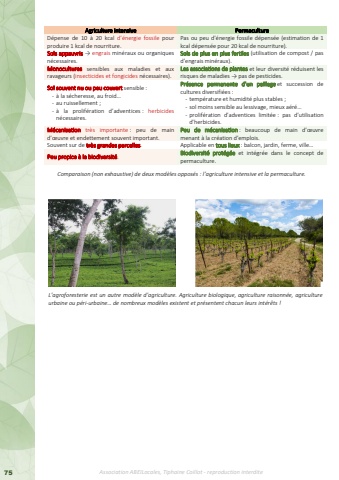 Agriculture intensive Permaculture
Dépense de 10 à 20 kcal d'énergie fossile pour produire 1 kcal de nourriture. Pas ou peu d'énergie fossile dépensée (estimation de 1 kcal dépensée pour 20 kcal de nourriture).
Sols appauvris → engrais minéraux ou organiques nécessaires. Sols de plus en plus fertiles (utilisation de compost / pas d'engrais minéraux).
Monocultures sensibles aux maladies et aux ravageurs (insecticides et fongicides nécessaires). Les associations de plantes et leur diversité réduisent les risques de maladies → pas de pesticides.
Sol souvent nu ou peu couvert sensible :
- à la sécheresse, au froid...
- au ruissellement ;
- à la prolifération d'adventices : herbicides nécessaires.
Présence permanente d'un paillage et succession de cultures diversifiées :
- température et humidité plus stables ;
- sol moins sensible au lessivage, mieux aéré...
- prolifération d'adventices limitée : pas d'utilisation d'herbicides.
Mécanisation très importante : peu de main d'œuvre et endettement souvent important. Peu de mécanisation : beaucoup de main d'œuvre menant à la création d'emplois.
Souvent sur de très grandes parcelles. Applicable en tous lieux : balcon, jardin, ferme, ville...
Peu propice à la biodiversité. Biodiversité protégée et intégrée dans le concept de permaculture.
Comparaison (non exhaustive) de deux modèles opposés : l'agriculture intensive et la permaculture.
L'agroforesterie est un autre modèle d'agriculture. Agriculture biologique, agriculture raisonnée, agriculture
urbaine ou péri-urbaine... de nombreux modèles existent et présentent chacun leurs intérêts !
75
Association ABEILocales, Tiphanie Daillot - reproduction interdite